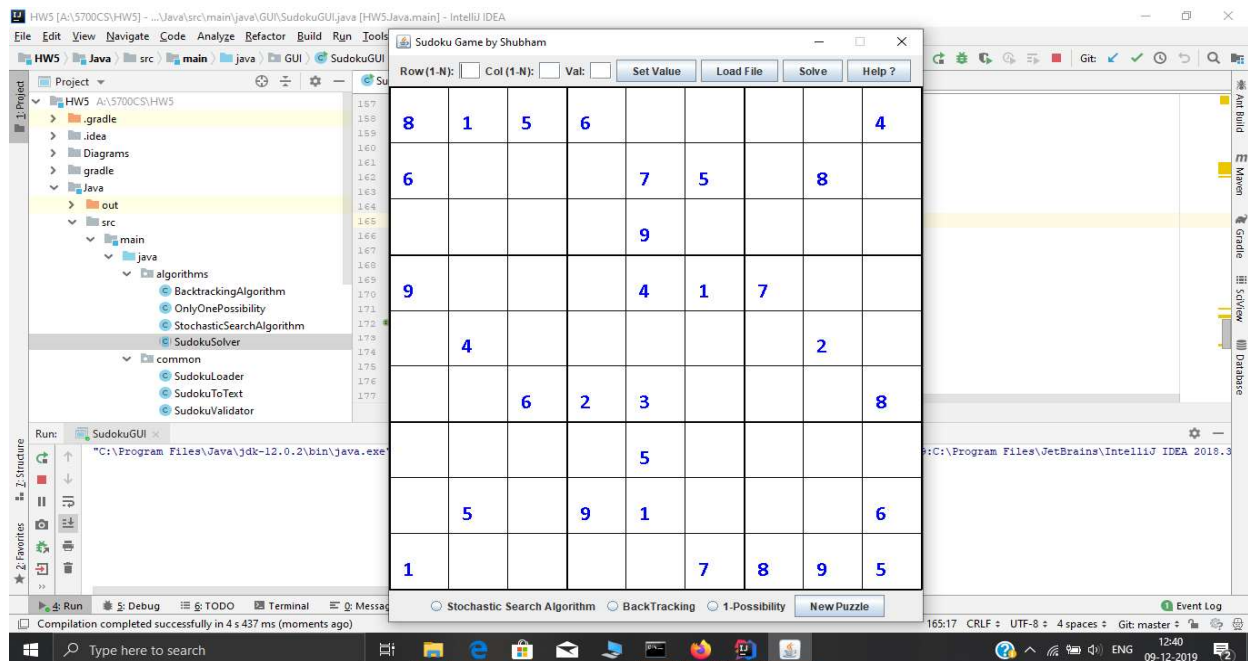 HW5 [A:\5700CS\HW5] - ...\Java\src\main\java\GUI\SudokuGUI.java [HW5.Java.main] - IntelliJ IDEA
File Edit View Navigate Code Analyze Refactor Build Run Tools
HW5 Java src main java GUI SudokuGUI
Git:
Sudoku Game by Shubham
Row(1-N): Col (1-N): Val: Set Value Load File Solve Help ?
8 1 5 6 4
6 7 5 8
9
9 4 1 7
4 2
6 2 3 8
5
5 9 1 6
1 7 8 9 5
Stochastic Search Algorithm BackTracking 1-Possibility New Puzzle
1: Project
Project
HW5 A:\5700CS\HW5
.gradle
.idea
Diagrams
gradle
Java
out
src
main
java
algorithms
BacktrackingAlgorithm
OnlyOnePossibility
StochasticSearchAlgorithm
SudokuSolver
common
SudokuLoader
SudokuToText
SudokuValidator
Su
157
158
159
160
161
162
163
164
165
166
167
168
169
170
171
172
173
174
175
176
177
Ant Build
Maven
Gradle
SciView
Database
Run: SudokuGUI
"C:\Program Files\Java\jdk-12.0.2\bin\java.exe"
:C:\Program Files\JetBrains\IntelliJ IDEA 2018.3
7: Structure
2: Favorites
4: Run 5: Debug 6: TODO Terminal 0: Messag
Event Log
Compilation completed successfully in 4 s 437 ms (moments ago)
165:17 CRLF UTF-8 4 spaces Git: master
Type here to search
ENG
12:40
09-12-2019
2